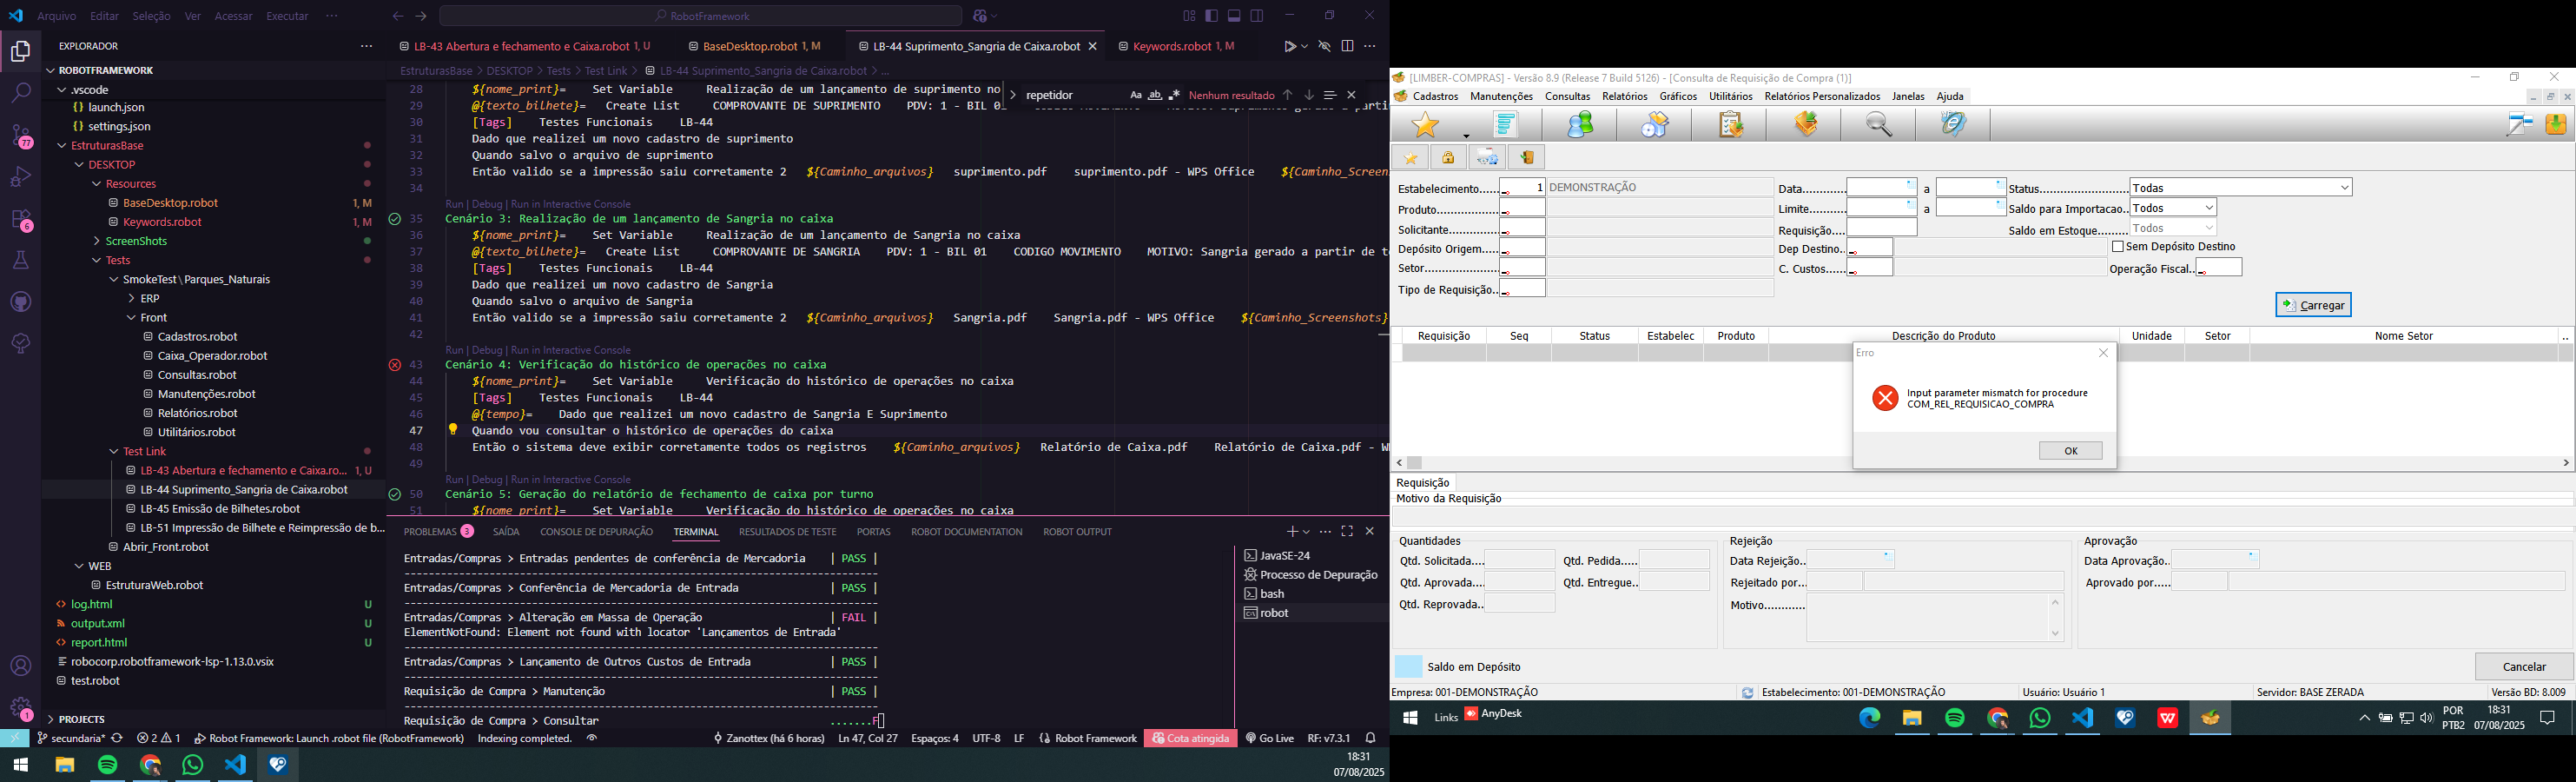 Arquivo Editar Seleção Ver Acessar Executar ···
RobotFramework
EXPLORADOR
ROBOTFRAMEWORK
.vscode
launch.json
settings.json
EstruturasBase
DESKTOP
Resources
BaseDesktop.robot 1, M
Keywords.robot 1, M
ScreenShots
Tests
SmokeTest\Parques_Naturais
ERP
Front
Cadastros.robot
Caixa_Operador.robot
Consultas.robot
Manutenções.robot
Relatórios.robot
Utilitários.robot
Test Link
LB-43 Abertura e fechamento e Caixa.ro... 1, U
LB-44 Suprimento_Sangria de Caixa.robot
LB-45 Emissão de Bilhetes.robot
LB-51 Impressão de Bilhete e Reimpressão de b...
Abrir_Front.robot
WEB
EstruturaWeb.robot
log.html U
output.xml U
report.html U
robocorp.robotframework-lsp-1.13.0.vsix
test.robot
PROJECTS
77
6
1
LB-43 Abertura e fechamento e Caixa.robot 1, U
BaseDesktop.robot 1, M
LB-44 Suprimento_Sangria de Caixa.robot
Keywords.robot 1, M
EstruturasBase > DESKTOP > Tests > Test Link > LB-44 Suprimento_Sangria de Caixa.robot > ...
repetidor Aa ab Nenhum resultado
28 ${nome_print}= Set Variable Realização de um lançamento de suprimento no
29 @{texto_bilhete}= Create List COMPROVANTE DE SUPRIMENTO PDV: 1 - BIL 01
30 [Tags] Testes Funcionais LB-44
31 Dado que realizei um novo cadastro de suprimento
32 Quando salvo o arquivo de suprimento
33 Então valido se a impressão saiu corretamente 2 ${Caminho_arquivos} suprimento.pdf suprimento.pdf - WPS Office ${Caminho_Screen
34
Run | Debug | Run in Interactive Console
35 Cenário 3: Realização de um lançamento de Sangria no caixa
36 ${nome_print}= Set Variable Realização de um lançamento de Sangria no caixa
37 @{texto_bilhete}= Create List COMPROVANTE DE SANGRIA PDV: 1 - BIL 01 CODIGO MOVIMENTO MOTIVO: Sangria gerado a partir de t
38 [Tags] Testes Funcionais LB-44
39 Dado que realizei um novo cadastro de Sangria
40 Quando salvo o arquivo de Sangria
41 Então valido se a impressão saiu corretamente 2 ${Caminho_arquivos} Sangria.pdf Sangria.pdf - WPS Office ${Caminho_Screenshots}
42
Run | Debug | Run in Interactive Console
43 Cenário 4: Verificação do histórico de operações no caixa
44 ${nome_print}= Set Variable Verificação do histórico de operações no caixa
45 [Tags] Testes Funcionais LB-44
46 @{tempo}= Dado que realizei um novo cadastro de Sangria E Suprimento
47 Quando vou consultar o histórico de operações do caixa
48 Então o sistema deve exibir corretamente todos os registros ${Caminho_arquivos} Relatório de Caixa.pdf Relatório de Caixa.pdf - W
49
Run | Debug | Run in Interactive Console
50 Cenário 5: Geração do relatório de fechamento de caixa por turno
51 ${nome_print}= Set Variable Verificação do histórico de operações no caixa
PROBLEMAS 3 SAÍDA CONSOLE DE DEPURAÇÃO TERMINAL RESULTADOS DE TESTE PORTAS ROBOT DOCUMENTATION ROBOT OUTPUT
Entradas/Compras > Entradas pendentes de conferência de Mercadoria | PASS |
Entradas/Compras > Conferência de Mercadoria de Entrada | PASS |
Entradas/Compras > Alteração em Massa de Operação | FAIL |
ElementNotFound: Element not found with locator 'Lançamentos de Entrada'
Entradas/Compras > Lançamento de Outros Custos de Entrada | PASS |
Requisição de Compra > Manutenção | PASS |
Requisição de Compra > Consultar .......F
JavaSE-24
Processo de Depuração
bash
robot
secundaria* 2 1 Robot Framework: Launch .robot file (RobotFramework) Indexing completed. Zanottex (há 6 horas) Ln 47, Col 27 Espaços: 4 UTF-8 LF Robot Framework Cota atingida Go Live RF: v7.3.1
18:31
07/08/2025
[LIMBER-COMPRAS] - Versão 8.9 (Release 7 Build 5126) - [Consulta de Requisição de Compra (1)]
Cadastros Manutenções Consultas Relatórios Gráficos Utilitários Relatórios Personalizados Janelas Ajuda
Estabelecimento...... 1 DEMONSTRAÇÃO Data............ a Status......................... Todas
Produto................. Limite........... a Saldo para Importacao.. Todos
Solicitante............. Requisição.... Saldo em Estoque......... Todos
Depósito Origem..... Dep Destino.. Sem Depósito Destino
Setor...................... C. Custos...... Operação Fiscal..
Tipo de Requisição..
Carregar
Requisição Seq Status Estabelec Produto Descrição do Produto Unidade Setor Nome Setor ..
Erro
Input parameter mismatch for procedure
COM_REL_REQUISICAO_COMPRA
OK
Requisição
Motivo da Requisição
Quantidades Rejeição Aprovação
Qtd. Solicitada.... Qtd. Pedida..... Data Rejeição.. Data Aprovação..
Qtd. Aprovada.... Qtd. Entregue.. Rejeitado por... Aprovado por.....
Qtd. Reprovada.. Motivo............
Saldo em Depósito Cancelar
Empresa: 001-DEMONSTRAÇÃO Estabelecimento: 001-DEMONSTRAÇÃO Usuário: Usuário 1 Servidor: BASE ZERADA Versão BD: 8.009
Links AnyDesk
POR
PTB2
18:31
07/08/2025